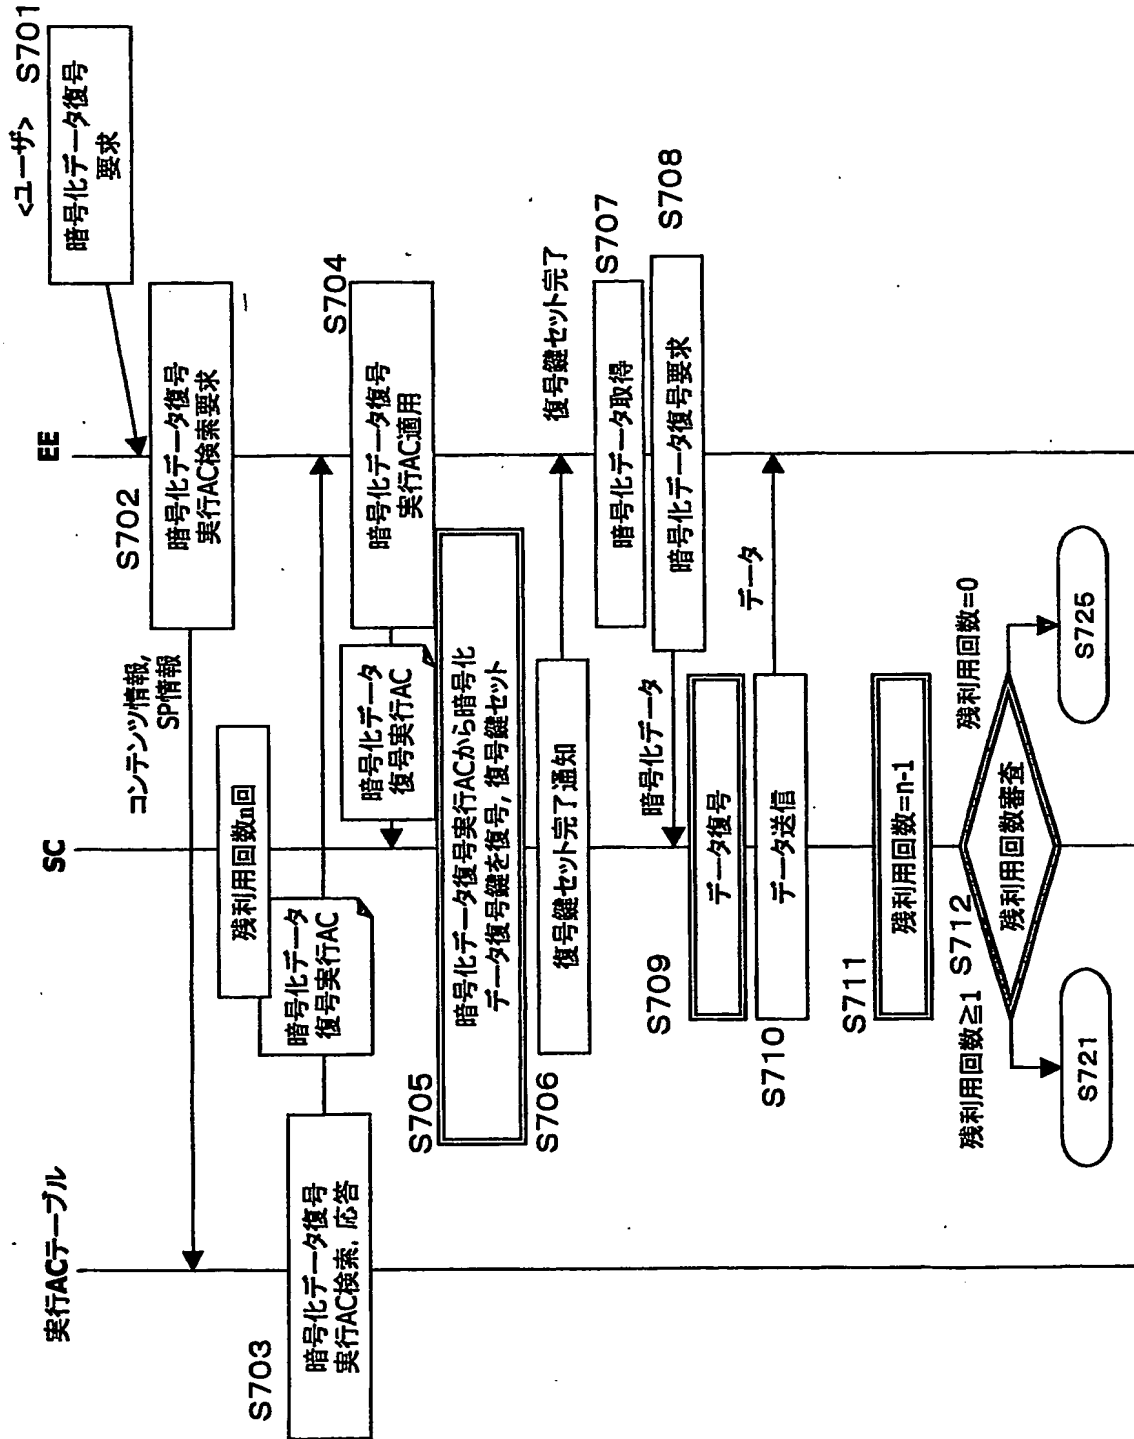 <ユーザ> S701
暗号化データ復号
要求
EE
SC
実行ACテーブル
S702
暗号化データ復号
実行AC検索要求
コンテンツ情報,
SP情報
残利用回数n回
S703
暗号化データ復号
実行AC検索, 応答
暗号化データ
復号実行AC
S704
暗号化データ復号
実行AC適用
暗号化データ
復号実行AC
S705
暗号化データ復号実行ACから暗号化
データ復号鍵を復号, 復号鍵セット
S706
復号鍵セット完了通知
復号鍵セット完了
S707
暗号化データ取得
S708
暗号化データ復号要求
暗号化データ
S709
データ復号
S710
データ送信
データ
S711
残利用回数=n-1
S712
残利用回数審査
残利用回数≧1
残利用回数=0
S721
S725